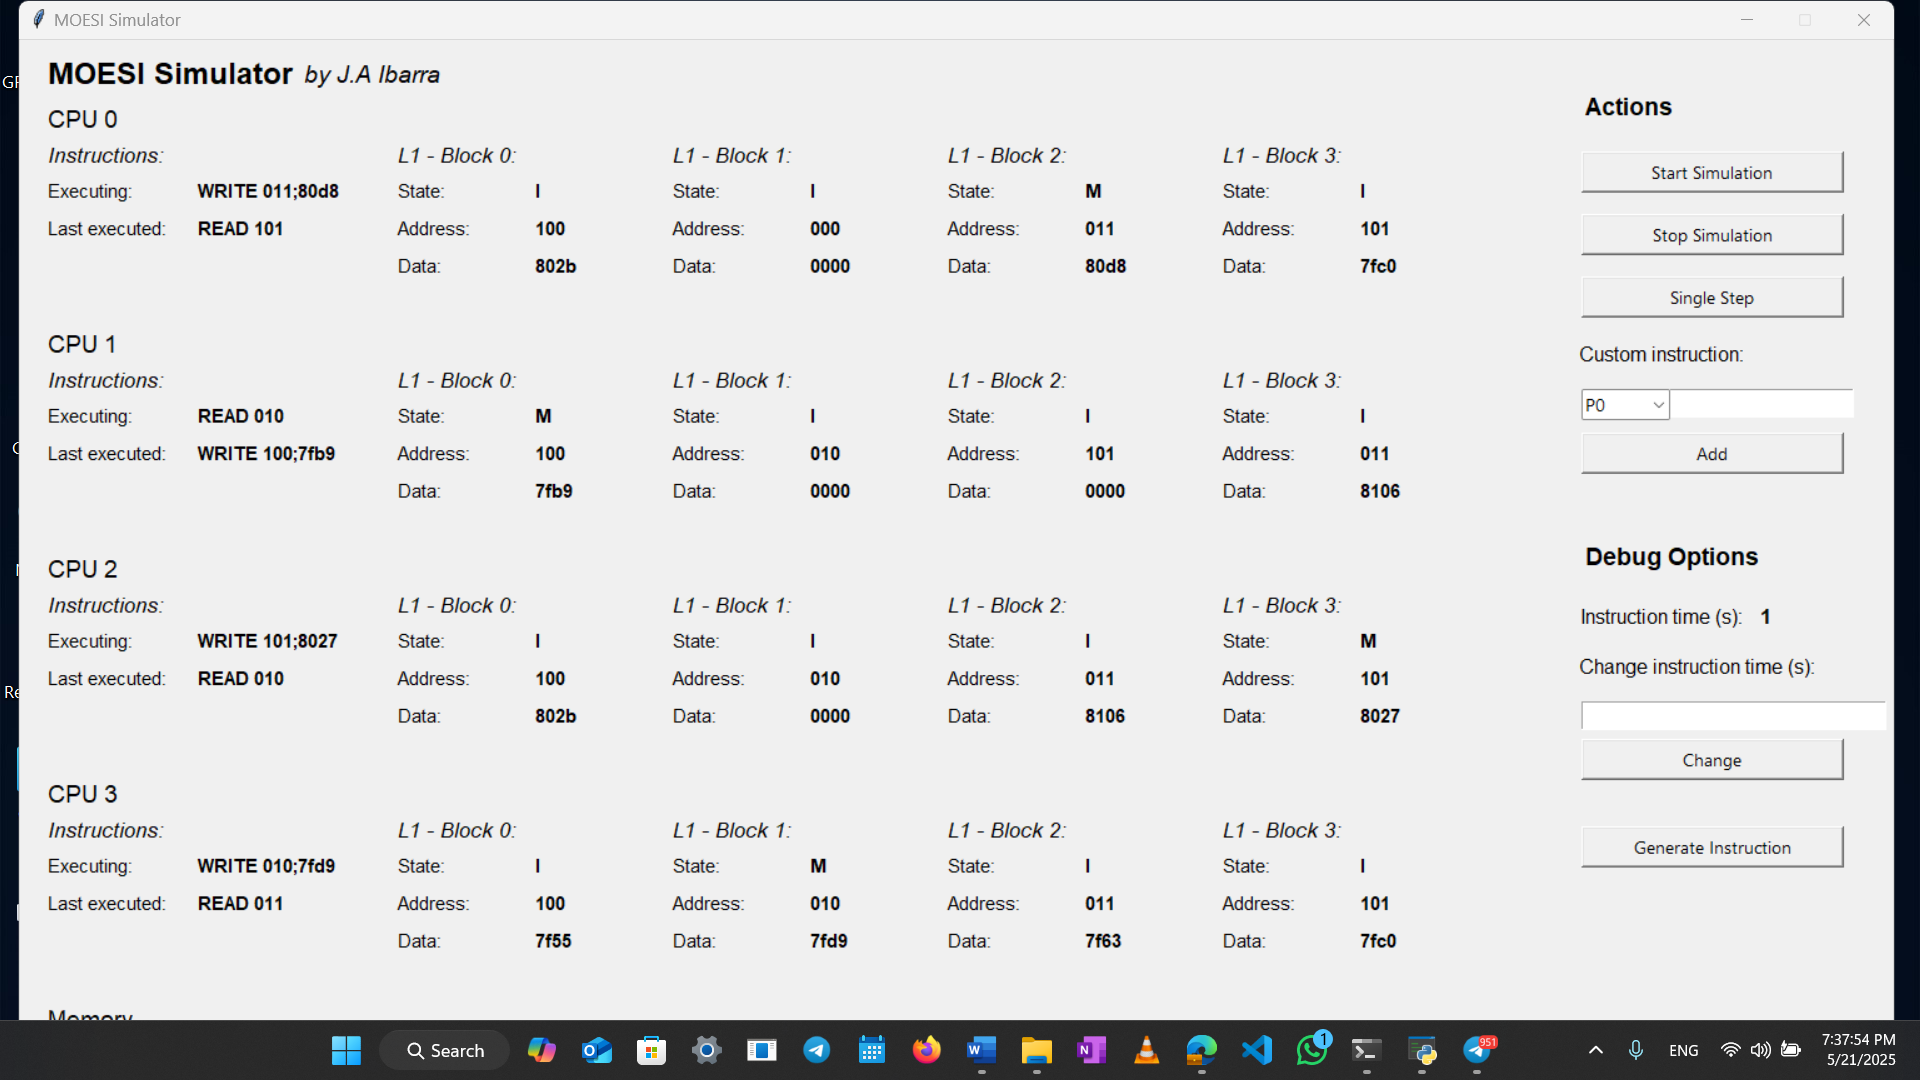 MOESI Simulator
MOESI Simulator by J.A Ibarra
CPU 0
Instructions: L1 - Block 0: L1 - Block 1: L1 - Block 2: L1 - Block 3:
Executing: WRITE 011;80d8 State: I State: I State: M State: I
Last executed: READ 101 Address: 100 Address: 000 Address: 011 Address: 101
Data: 802b Data: 0000 Data: 80d8 Data: 7fc0
CPU 1
Instructions: L1 - Block 0: L1 - Block 1: L1 - Block 2: L1 - Block 3:
Executing: READ 010 State: M State: I State: I State: I
Last executed: WRITE 100;7fb9 Address: 100 Address: 010 Address: 101 Address: 011
Data: 7fb9 Data: 0000 Data: 0000 Data: 8106
CPU 2
Instructions: L1 - Block 0: L1 - Block 1: L1 - Block 2: L1 - Block 3:
Executing: WRITE 101;8027 State: I State: I State: I State: M
Last executed: READ 010 Address: 100 Address: 010 Address: 011 Address: 101
Data: 802b Data: 0000 Data: 8106 Data: 8027
CPU 3
Instructions: L1 - Block 0: L1 - Block 1: L1 - Block 2: L1 - Block 3:
Executing: WRITE 010;7fd9 State: I State: M State: I State: I
Last executed: READ 011 Address: 100 Address: 010 Address: 011 Address: 101
Data: 7f55 Data: 7fd9 Data: 7f63 Data: 7fc0
Memory
Actions
Start Simulation
Stop Simulation
Single Step
Custom instruction:
P0
Add
Debug Options
Instruction time (s): 1
Change instruction time (s):
Change
Generate Instruction
Search
1
951
ENG
7:37:54 PM
5/21/2025